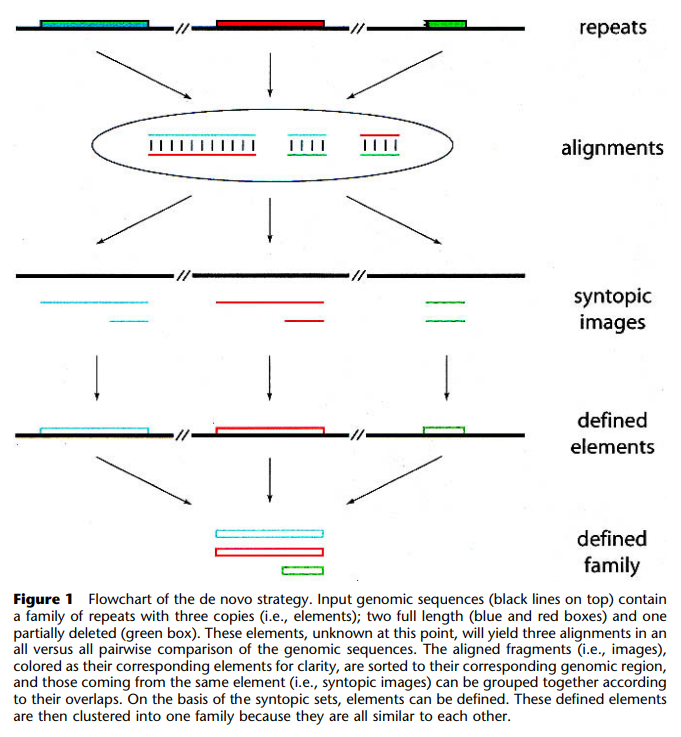 repeats
alignments
syntopic
images
defined
elements
defined
family
Figure 1 Flowchart of the de novo strategy. Input genomic sequences (black lines on top) contain
a family of repeats with three copies (i.e., elements); two full length (blue and red boxes) and one
partially deleted (green box). These elements, unknown at this point, will yield three alignments in an
all versus all pairwise comparison of the genomic sequences. The aligned fragments (i.e., images),
colored as their corresponding elements for clarity, are sorted to their corresponding genomic region,
and those coming from the same element (i.e., syntopic images) can be grouped together according
to their overlaps. On the basis of the syntopic sets, elements can be defined. These defined elements
are then clustered into one family because they are all similar to each other.